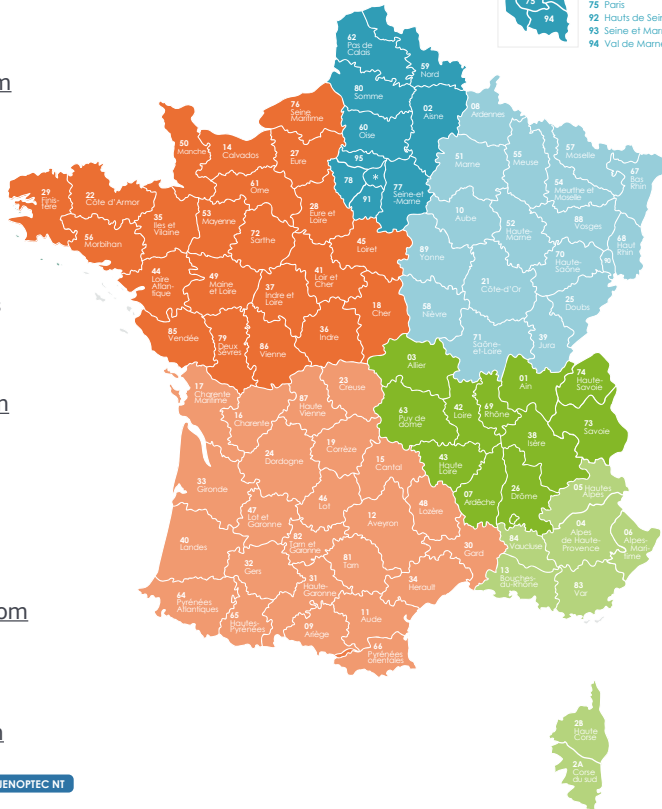 75
94
75 Paris
92 Hauts de Sein
93 Seine et Marn
94 Val de Marne
m
n
om
n
JENOPTEC NT
62
Pas de
Calais
59
Nord
80
Somme
76
Seine
Maritime
02
Aisne
08
Ardennes
60
Oise
50
Manche
14
Calvados
27
Eure
95
*
78
91
77
Seine-et
-Marne
51
Marne
55
Meuse
57
Moselle
54
Meurthe et
Moselle
67
Bas
Rhin
29
Finis-
tère
22
Côte d'Armor
61
Orne
28
Eure et
Loire
35
Iles et
Vilaine
53
Mayenne
56
Morbihan
72
Sarthe
45
Loiret
10
Aube
52
Haute-
Marne
88
Vosges
68
Haut
Rhin
89
Yonne
70
Haute-
Saône
90
44
Loire
Atlan-
tique
49
Maine
et Loire
37
Indre et
Loire
41
Loir et
Cher
18
Cher
58
Nièvre
21
Côte-d'Or
25
Doubs
85
Vendée
79
Deux
Sèvres
86
Vienne
36
Indre
71
Saône-
et-Loire
39
Jura
03
Allier
01
Ain
74
Haute-
Savoie
17
Charente
Maritime
16
Charente
87
Haute
Vienne
23
Creuse
63
Puy de
dome
42
Loire
69
Rhône
73
Savoie
38
Isère
24
Dordogne
19
Corrèze
15
Cantal
43
Haute
Loire
07
Ardèche
26
Drôme
05 Hautes
Alpes
33
Gironde
47
Lot et
Garonne
46
Lot
12
Aveyron
48
Lozère
30
Gard
84
Vaucluse
04
Alpes
de Haute-
Provence
06
Alpes-
Mari-
time
40
Landes
82
Tarn et
Garonne
32
Gers
81
Tarn
31
Haute-
Garonne
34
Herault
13
Bouches-
du-Rhône
83
Var
64
Pyrénées
Atlantiques
65
Hautes-
Pyrénées
09
Ariège
11
Aude
66
Pyrénées
orientales
2B
Haute
Corse
2A
Corse
du sud